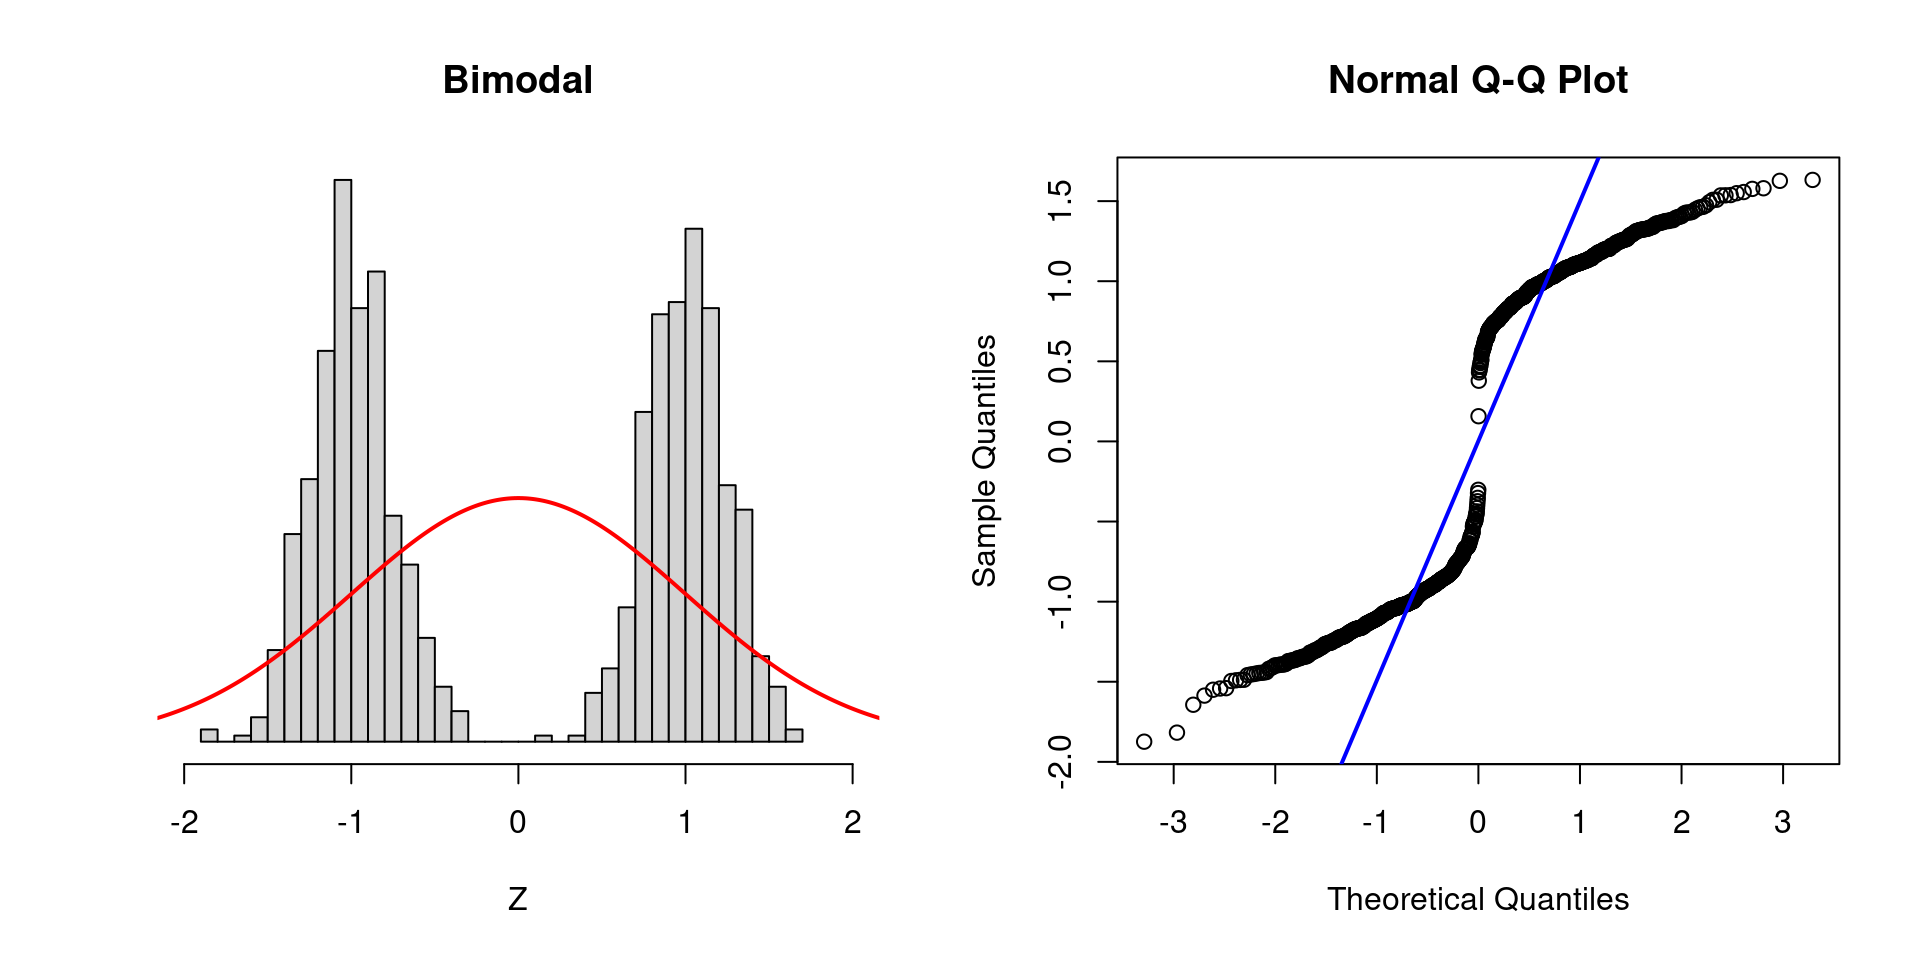 Bimodal
-2 -1 0 1 2
Z
Normal Q-Q Plot
Sample Quantiles
1.5
1.0
0.5
0.0
-1.0
-2.0
-3 -2 -1 0 1 2 3
Theoretical Quantiles